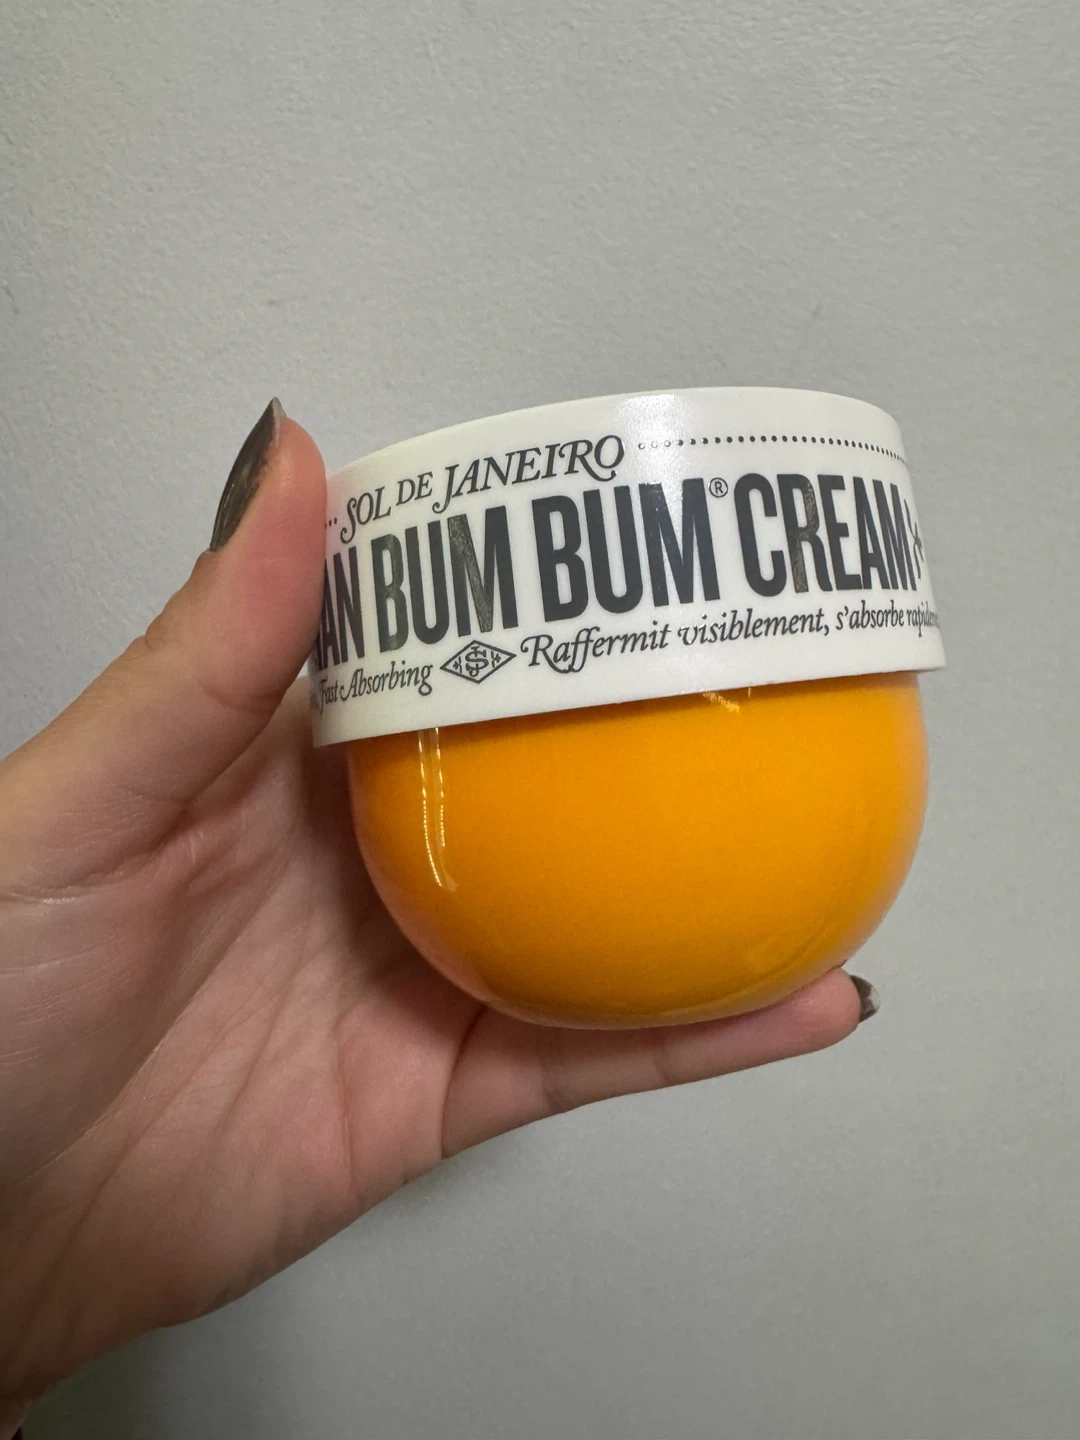 SOL DE JANEIRO
BUM BUM® CREAM
Fast Absorbing Raffermit visiblement, s'absorbe